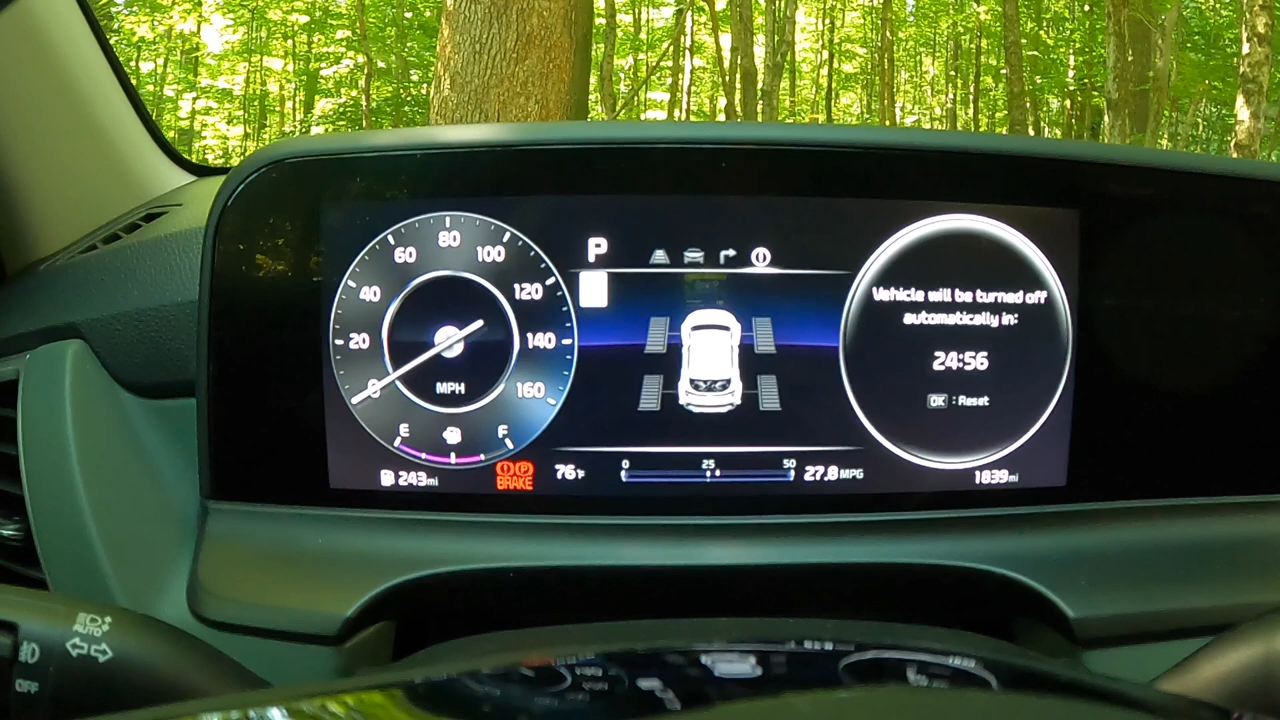 P
80
60
100
40
120
20
140
0
160
MPH
E
F
243mi
BRAKE
76°F
0 25 50
27.8 MPG
Vehicle will be turned off
automatically in:
24:56
OK : Reset
1839mi
AUTO
OFF